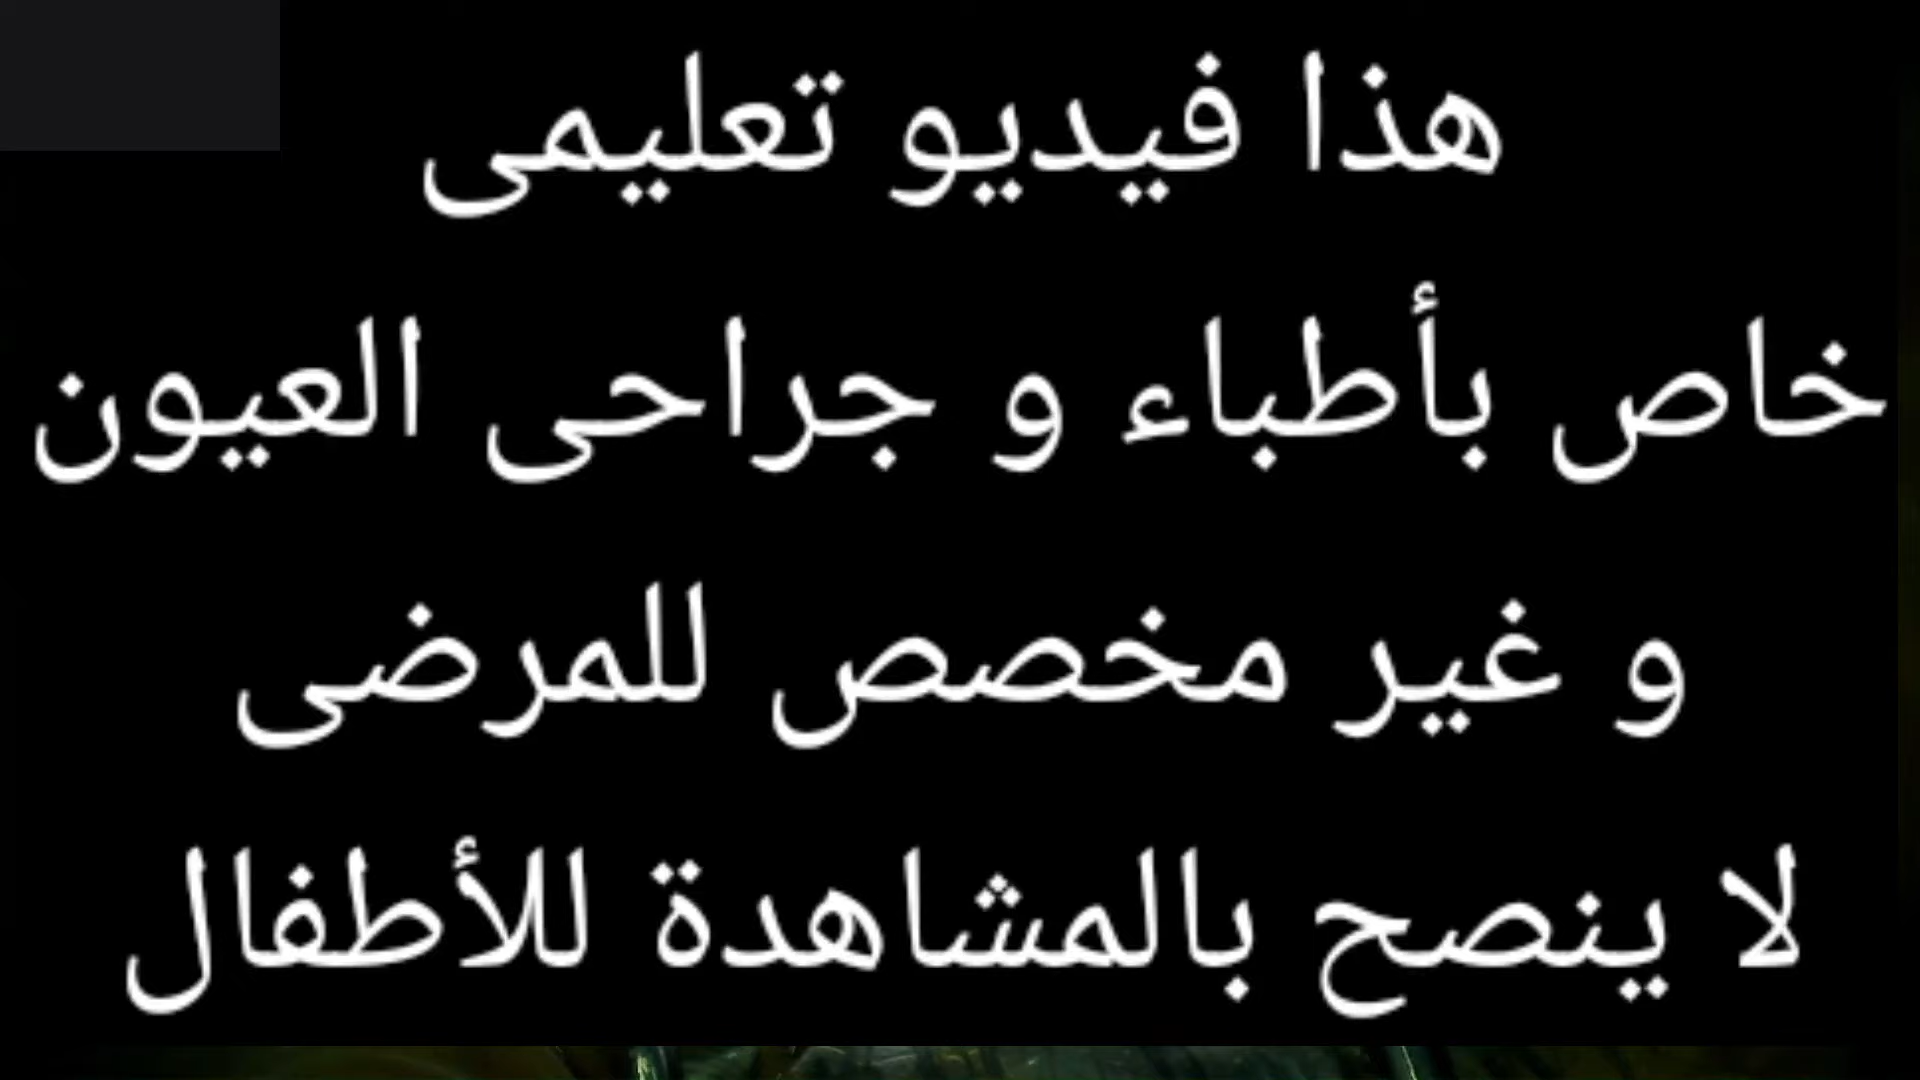 هذا فيديو تعليمى
خاص بأطباء و جراحى العيون
و غير مخصص للمرضى
لا ينصح بالمشاهدة للأطفال